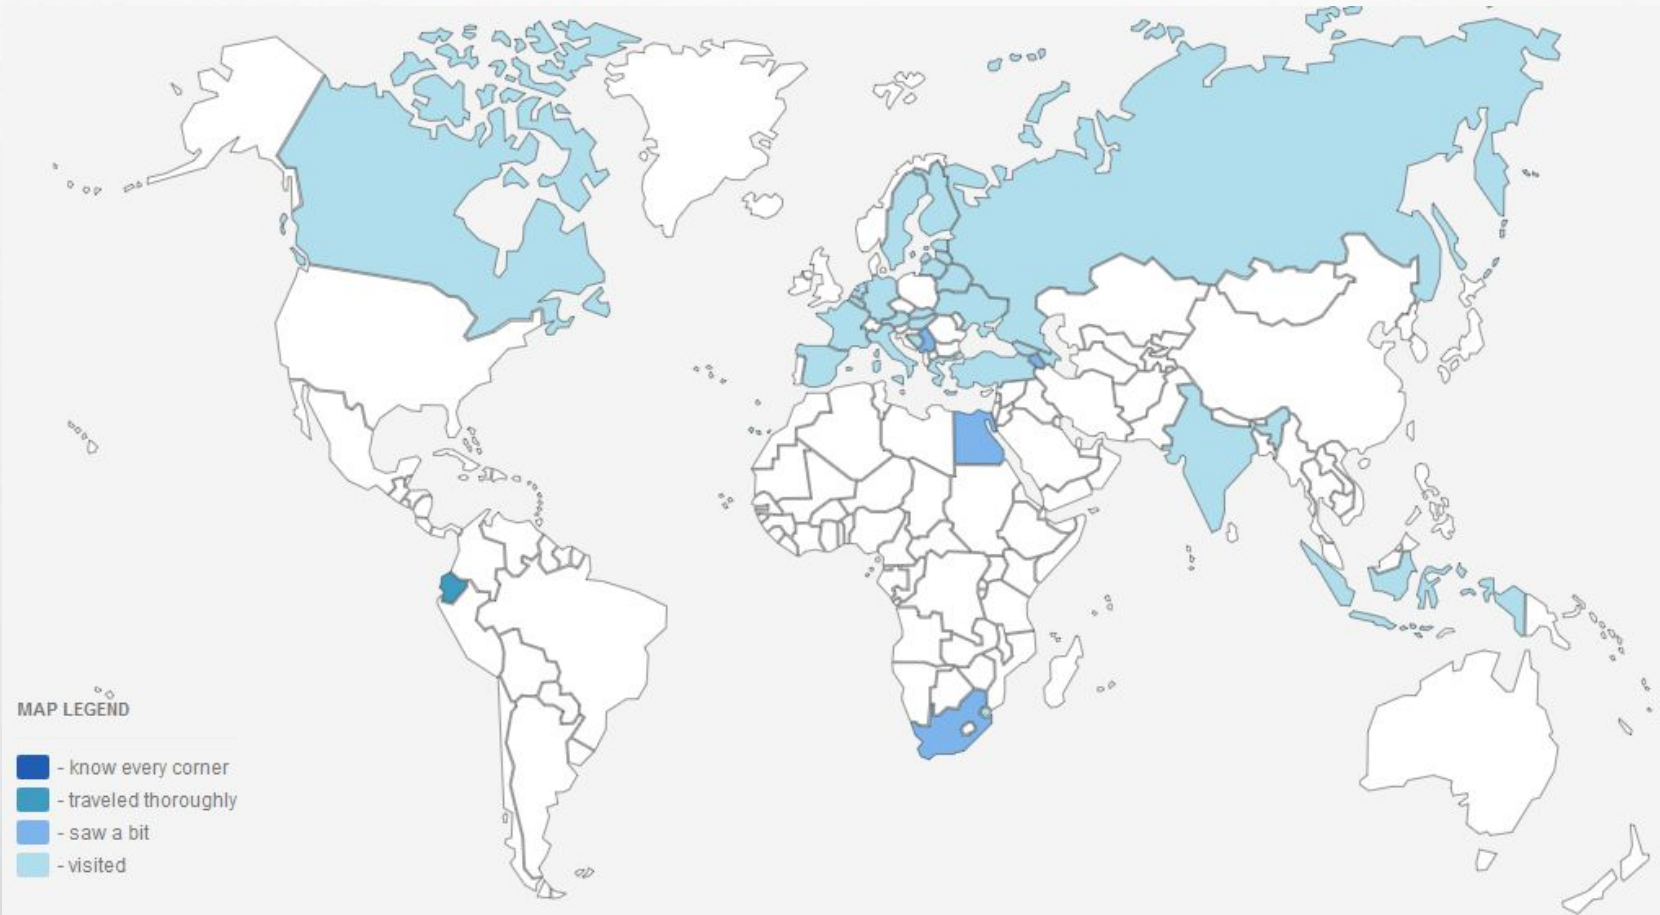 MAP LEGEND
- know every corner
- traveled thoroughly
- saw a bit
- visited